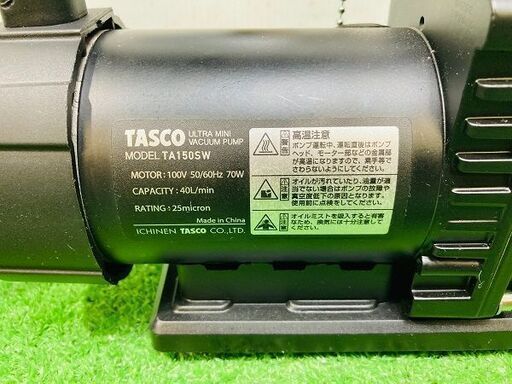 TASCO ULTRA MINI VACUUM PUMP
MODEL TA150SW
MOTOR: 100V 50/60Hz 70W
CAPACITY: 40L/min
RATING: 25micron
Made in China
ICHINEN TASCO CO.,LTD.
警告
高温注意
ポンプ運転中、運転直後はポンプ
ヘッド、モーター部などの金属部
が高温になりますので、素手等で
さわらないでください。
注意
オイルが汚れていたり、油量が適
当でない場合はポンプの故障や
真空度低下の原因となります。
使用前に点検をしてください。
注意
オイルミストを吸入すると有害
なため、換気には十分注意して
ください。